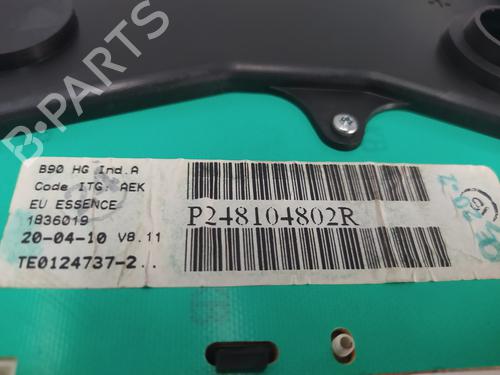 B90 HG Ind.A
Code ITG: AEK
EU ESSENCE
1836019
20-04-10 V8.11
TE0124737-2..
P248104802R
B-PARTS